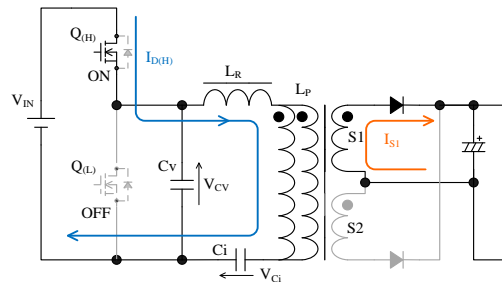 Q(H)
ON
ID(H)
LR
LP
VIN
S1
IS1
+
Q(L)
OFF
Cv
VCV
S2
Ci
VCi